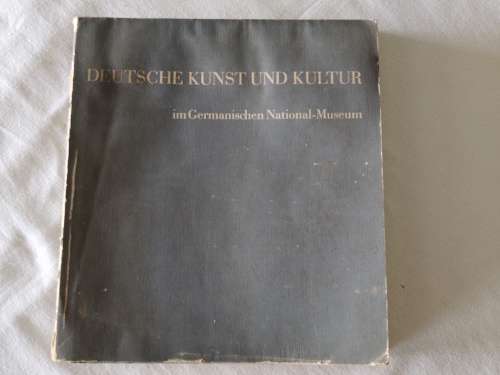 DEUTSCHE KUNST UND KULTUR
im Germanischen National-Museum